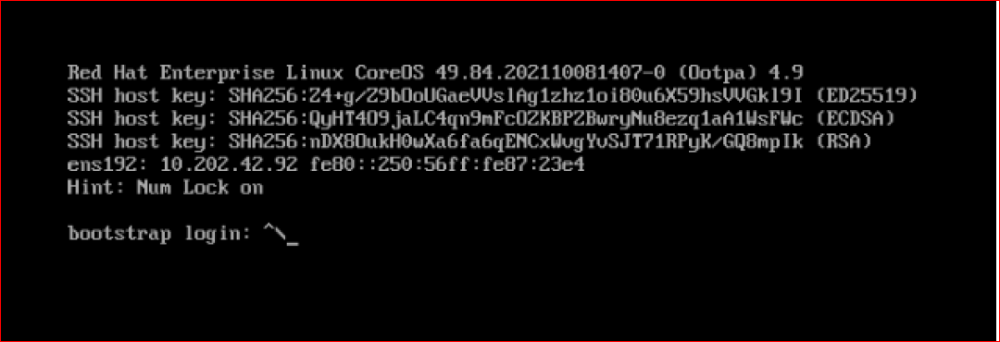 Red Hat Enterprise Linux CoreOS 49.84.202110081407-0 (Ootpa) 4.9
SSH host key: SHA256:Z4+g/Z9bOoUGaeVVslAg1zhz1oi80u6X59hsVVGkl9I (ED25519)
SSH host key: SHA256:QyHT4O9jaLC4qn9mFcOZKBPZBwryNu8ezq1aA1WsFWc (ECDSA)
SSH host key: SHA256:nDX8OukH0wXa6fa6qENCxWvgYvSJT71RPyK/GQ8mpIk (RSA)
ens192: 10.202.42.92 fe80::250:56ff:fe87:23e4
Hint: Num Lock on
bootstrap login: ^\_